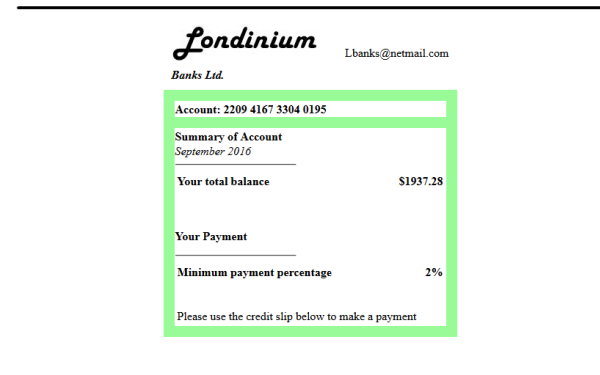 Londinium
Lbanks@netmail.com
Banks Ltd.
Account: 2209 4167 3304 0195
Summary of Account
September 2016
Your total balance $1937.28
Your Payment
Minimum payment percentage 2%
Please use the credit slip below to make a payment